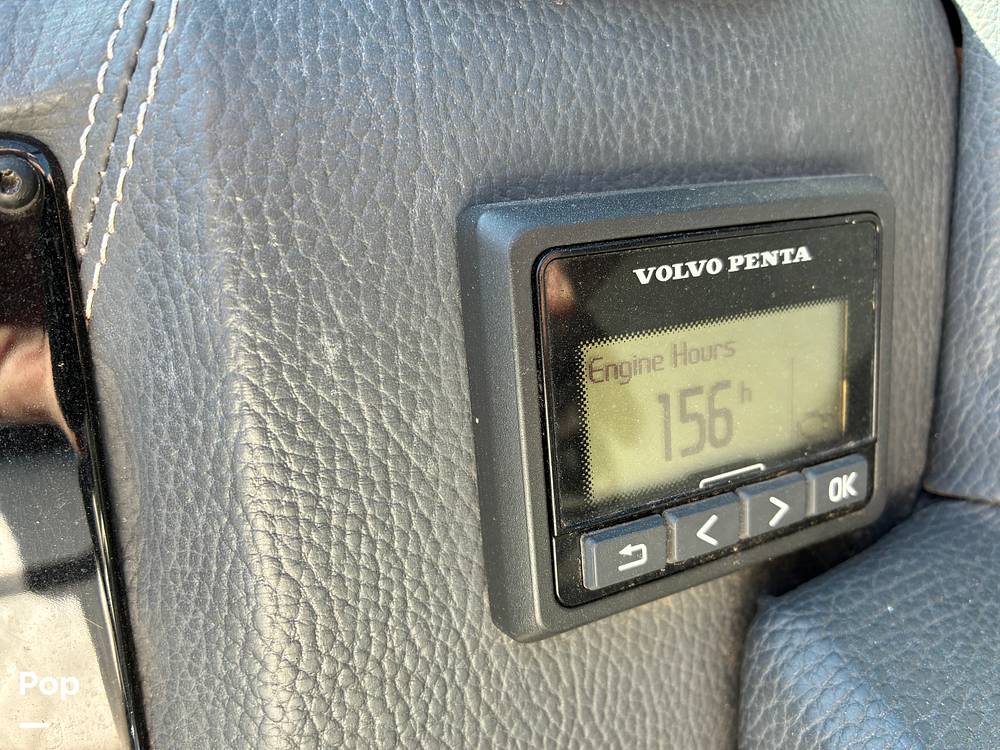 VOLVO PENTA
Engine Hours
156 h
OK
Pop